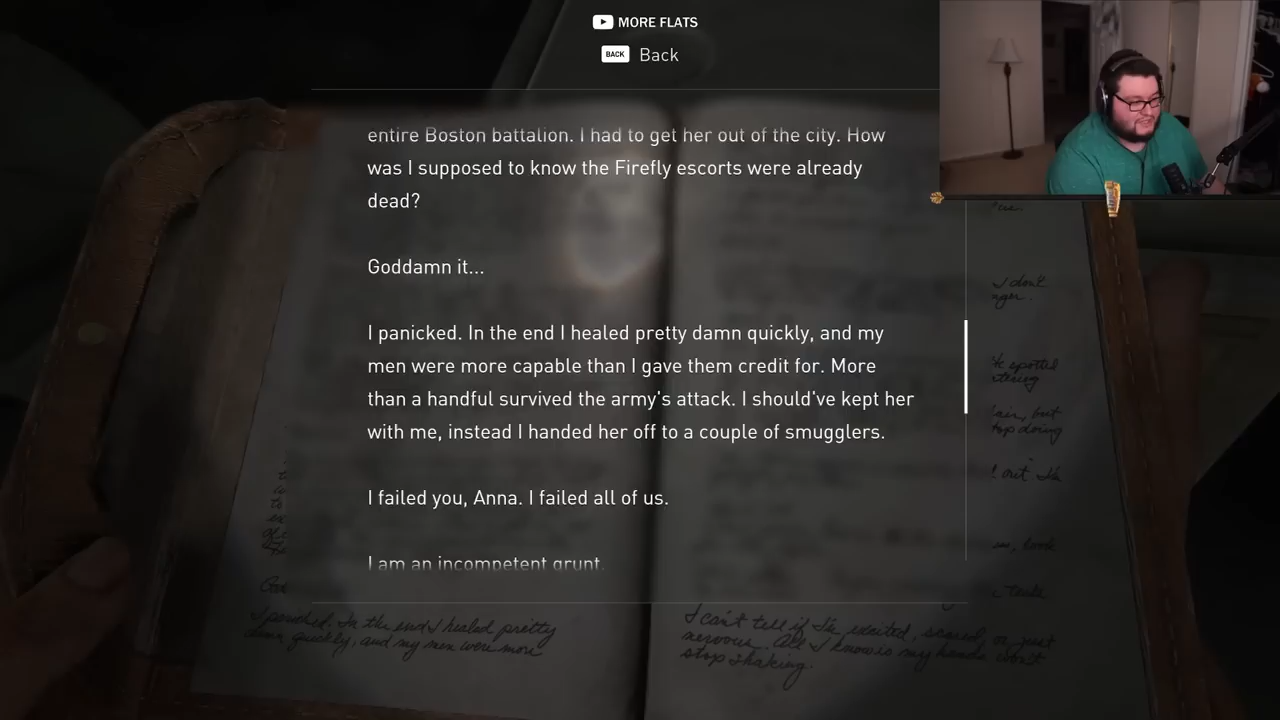 MORE FLATS
BACK Back
entire Boston battalion. I had to get her out of the city. How
was I supposed to know the Firefly escorts were already
dead?
Goddamn it...
I panicked. In the end I healed pretty damn quickly, and my
men were more capable than I gave them credit for. More
than a handful survived the army's attack. I should've kept her
with me, instead I handed her off to a couple of smugglers.
I failed you, Anna. I failed all of us.
I am an incompetent grunt.
I panicked. In the end I healed pretty
damn quickly, and my men were more
I don't
out. I'm
I can't tell if I'm excited, scared, or just
nervous. All I know is my hands won't
stop shaking.